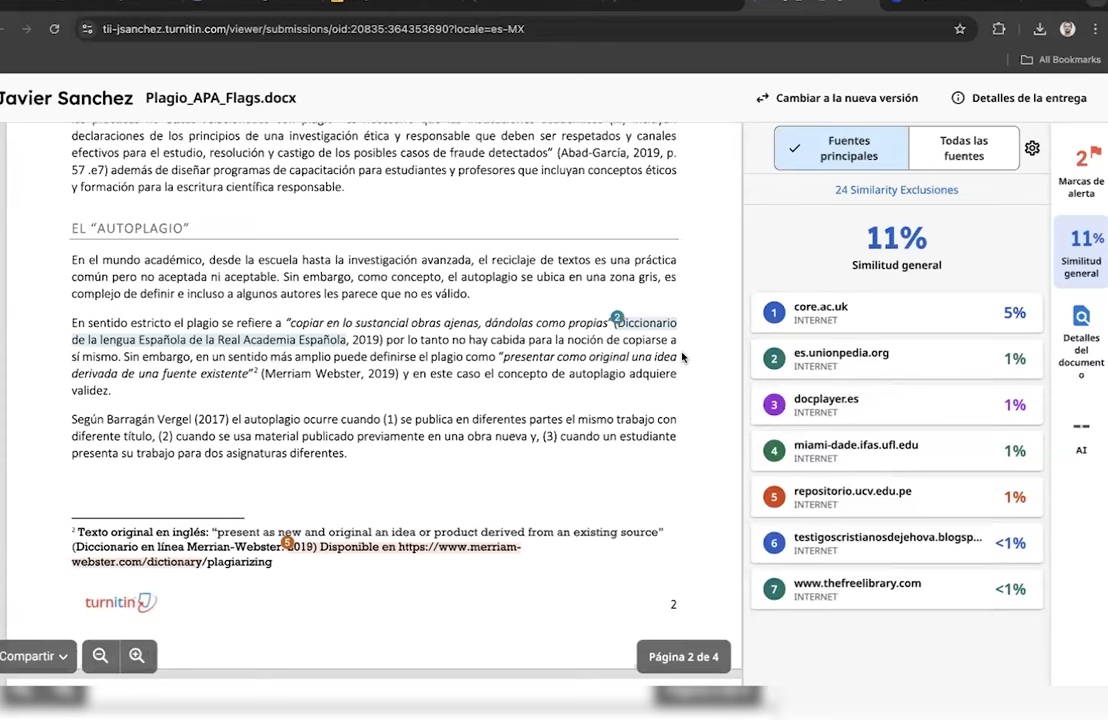 tii-jsanchez.turnitin.com/viewer/submissions/oid:20835:364353690?locale=es-MX
All Bookmarks
Javier Sanchez Plagio_APA_Flags.docx
Cambiar a la nueva versión
Detalles de la entrega
declaraciones de los principios de una investigación ética y responsable que deben ser respetados y canales
efectivos para el estudio, resolución y castigo de los posibles casos de fraude detectados” (Abad-García, 2019, p.
57 .e7) además de diseñar programas de capacitación para estudiantes y profesores que incluyan conceptos éticos
y formación para la escritura científica responsable.
EL “AUTOPLAGIO”
En el mundo académico, desde la escuela hasta la investigación avanzada, el reciclaje de textos es una práctica
común pero no aceptada ni aceptable. Sin embargo, como concepto, el autoplagio se ubica en una zona gris, es
complejo de definir e incluso a algunos autores les parece que no es válido.
En sentido estricto el plagio se refiere a “copiar en lo sustancial obras ajenas, dándolas como propias” 2 (Diccionario
de la lengua Española de la Real Academia Española, 2019) por lo tanto no hay cabida para la noción de copiarse a
sí mismo. Sin embargo, en un sentido más amplio puede definirse el plagio como “presentar como original una idea
derivada de una fuente existente”2 (Merriam Webster, 2019) y en este caso el concepto de autoplagio adquiere
validez.
Según Barragán Vergel (2017) el autoplagio ocurre cuando (1) se publica en diferentes partes el mismo trabajo con
diferente título, (2) cuando se usa material publicado previamente en una obra nueva y, (3) cuando un estudiante
presenta su trabajo para dos asignaturas diferentes.
2 Texto original en inglés: “present as new and original an idea or product derived from an existing source”
(Diccionario en línea Merrian-Webster. 5 2019) Disponible en https://www.merriam-
webster.com/dictionary/plagiarizing
turnitin
2
Compartir
Página 2 de 4
Fuentes
principales
Todas las
fuentes
24 Similarity Exclusions
11%
Similitud general
1 core.ac.uk 5%
INTERNET
2 es.unionpedia.org 1%
INTERNET
3 docplayer.es 1%
INTERNET
4 miami-dade.ifas.ufl.edu 1%
INTERNET
5 repositorio.ucv.edu.pe 1%
INTERNET
6 testigoscristianosdejehova.blogsp... <1%
INTERNET
7 www.thefreelibrary.com <1%
INTERNET
2
Marcas de
alerta
11%
Similitud
general
Detalles
del
document
o
--
AI